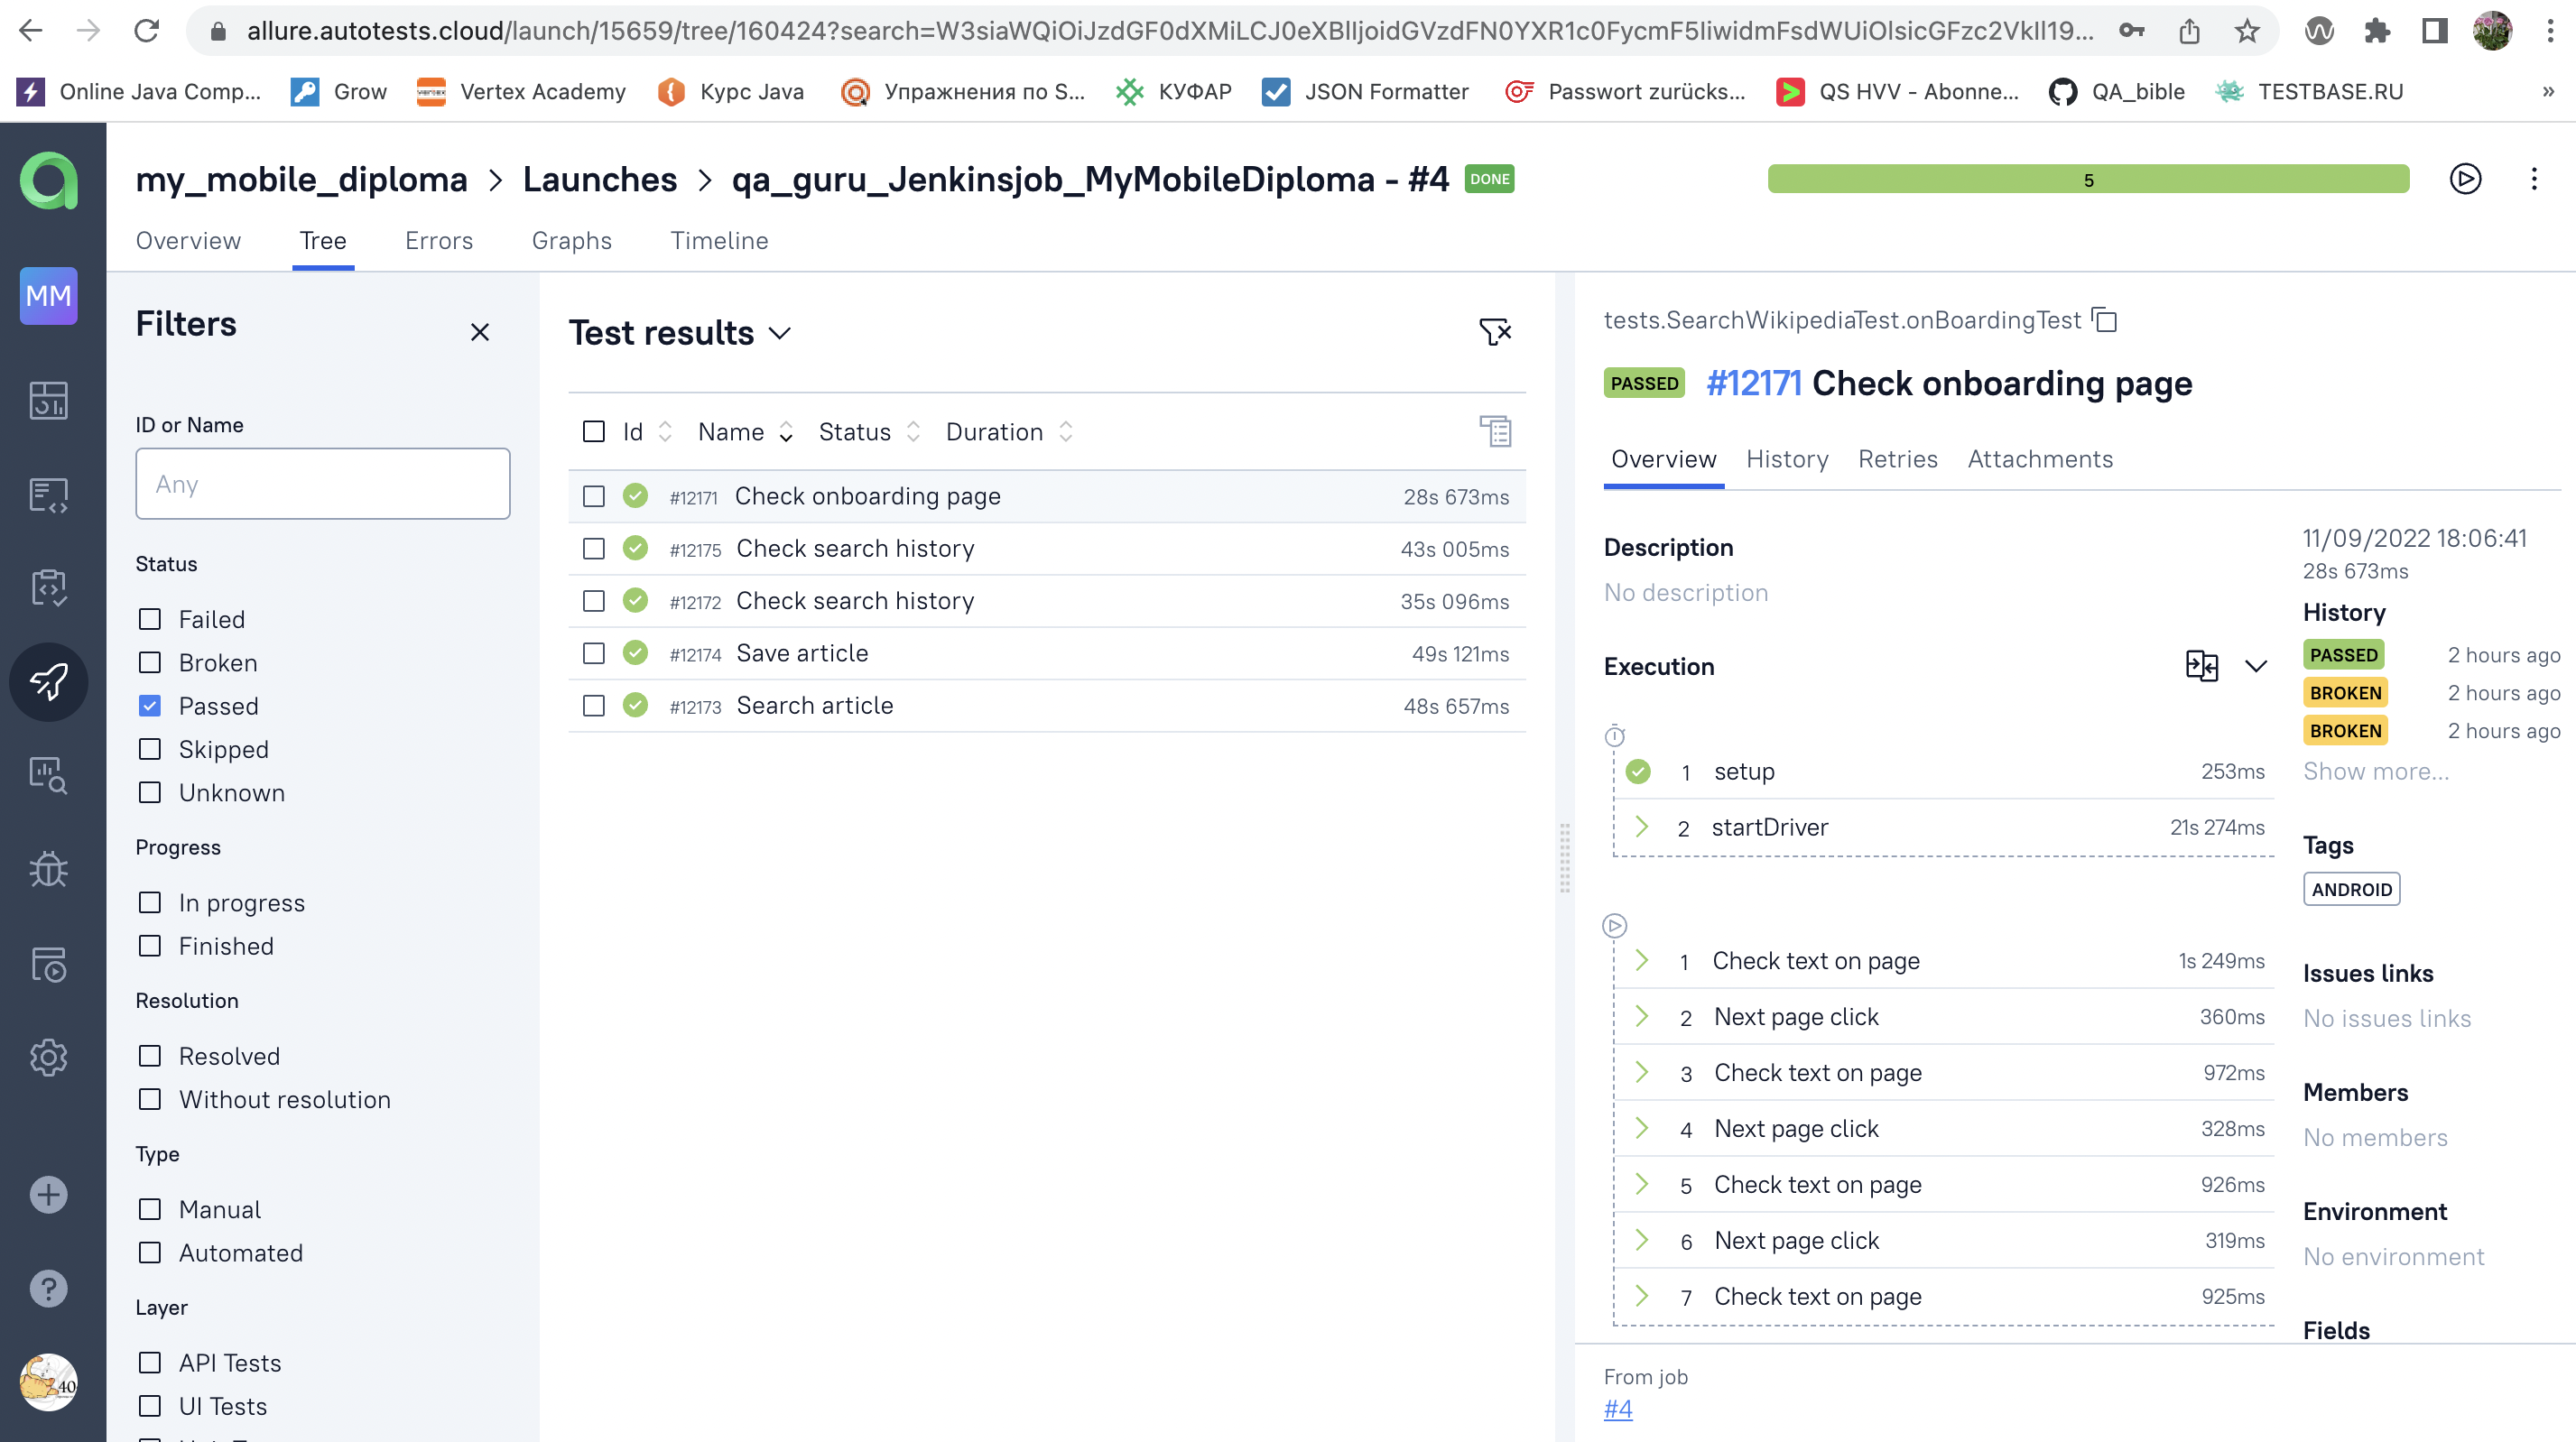 allure.autotests.cloud/launch/15659/tree/160424?search=W3siaWQiOiJzdGF0dXMiLCJ0eXBlIjoidGVzdFN0YXR1c0FycmF5IiwidmFsdWUiOlsicGFzc2VkIl19...
Online Java Comp...
Grow
Vertex Academy
Курс Java
Упражнения по S...
КУФАР
JSON Formatter
Passwort zurücks...
QS HVV - Abonne...
QA_bible
TESTBASE.RU
»
my_mobile_diploma > Launches > qa_guru_Jenkinsjob_MyMobileDiploma - #4 DONE
5
Overview Tree Errors Graphs Timeline
MM
Filters
ID or Name
Any
Status
Failed
Broken
Passed
Skipped
Unknown
Progress
In progress
Finished
Resolution
Resolved
Without resolution
Type
Manual
Automated
Layer
API Tests
UI Tests
Test results
Id Name Status Duration
#12171 Check onboarding page 28s 673ms
#12175 Check search history 43s 005ms
#12172 Check search history 35s 096ms
#12174 Save article 49s 121ms
#12173 Search article 48s 657ms
tests.SearchWikipediaTest.onBoardingTest
PASSED #12171 Check onboarding page
Overview History Retries Attachments
Description
No description
Execution
1 setup 253ms
2 startDriver 21s 274ms
1 Check text on page 1s 249ms
2 Next page click 360ms
3 Check text on page 972ms
4 Next page click 328ms
5 Check text on page 926ms
6 Next page click 319ms
7 Check text on page 925ms
11/09/2022 18:06:41
28s 673ms
History
PASSED 2 hours ago
BROKEN 2 hours ago
BROKEN 2 hours ago
Show more...
Tags
ANDROID
Issues links
No issues links
Members
No members
Environment
No environment
Fields
From job
#4
40